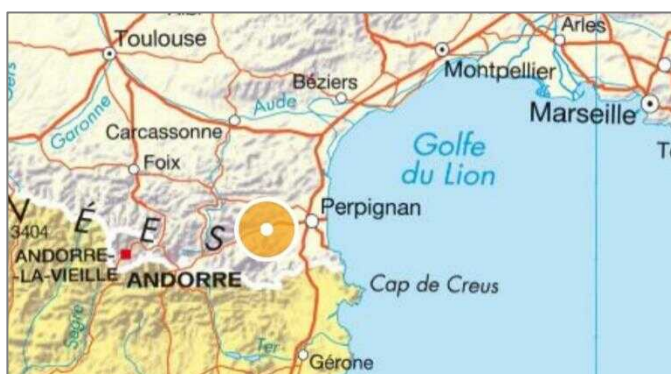 Toulouse
Arles
Montpellier
Béziers
Marseille
Aude
Garonne
Carcassonne
Golfe
du Lion
Foix
V É E S
Perpignan
3404
ANDORRE-
-LA-VIEILLE
ANDORRE
Cap de Creus
Segre
Ter
Gérone